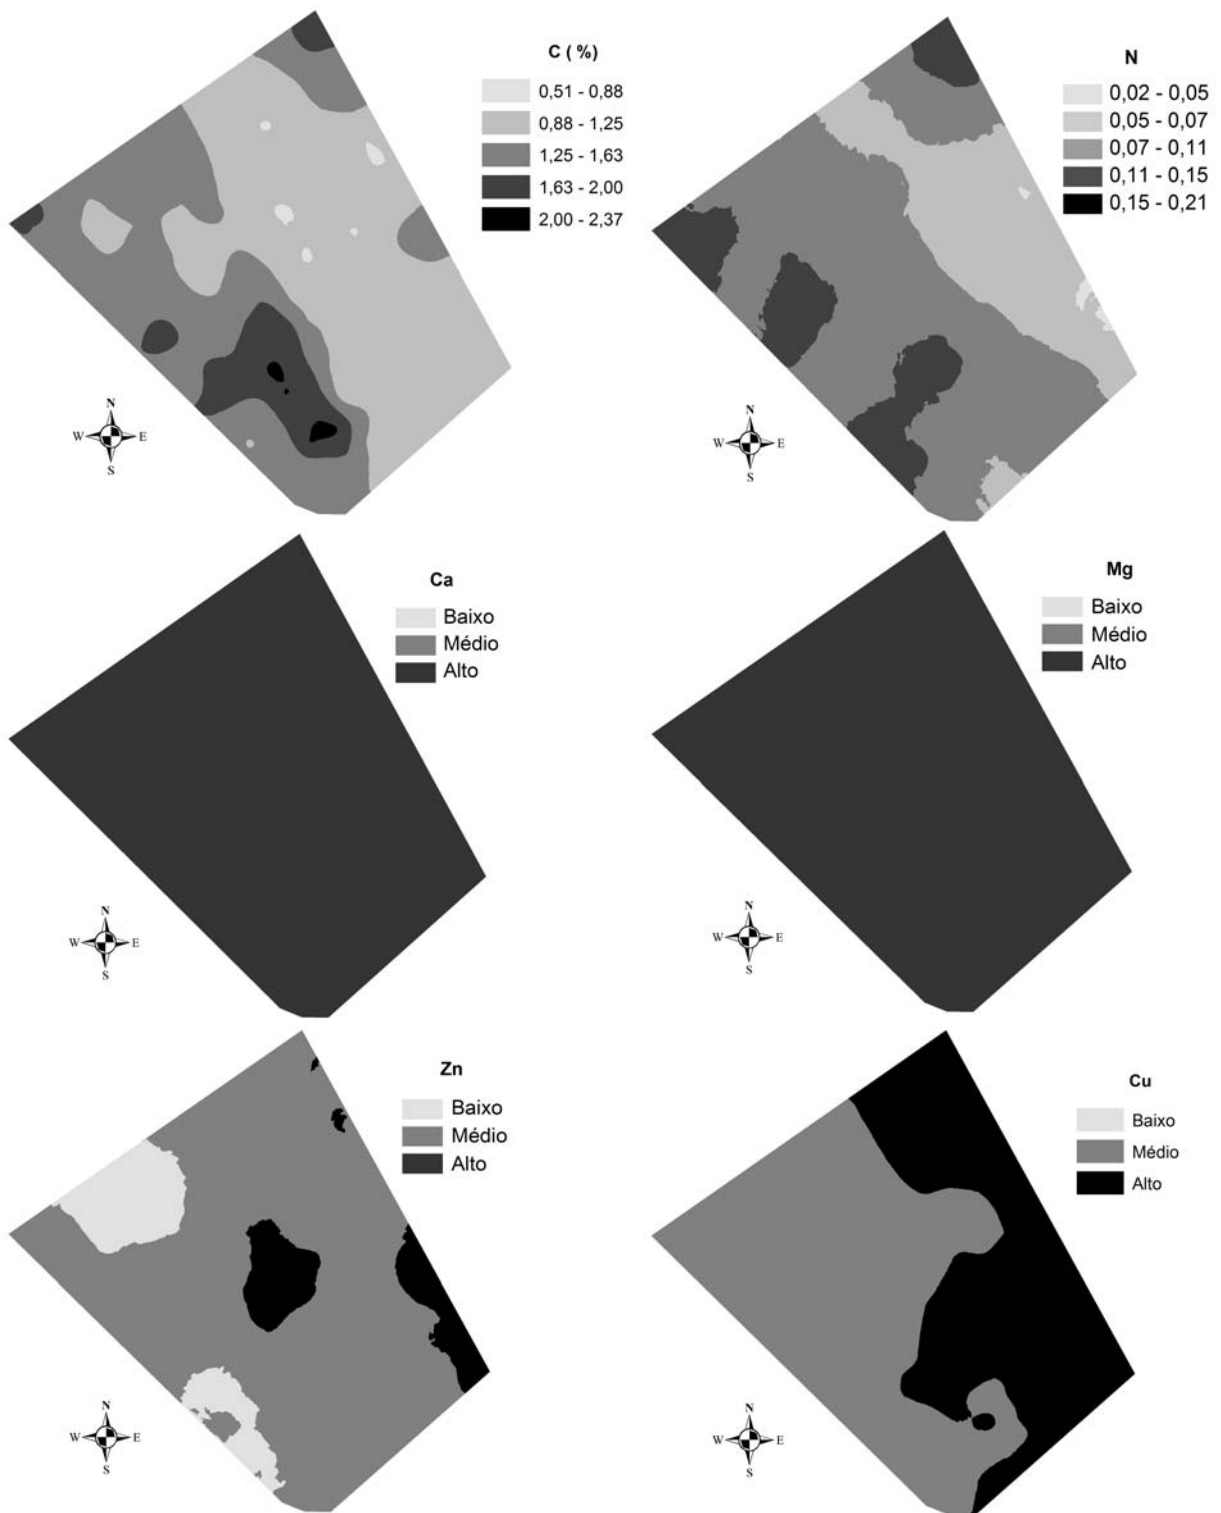 C ( %)
0,51 - 0,88
0,88 - 1,25
1,25 - 1,63
1,63 - 2,00
2,00 - 2,37
N
W E
S
N
0,02 - 0,05
0,05 - 0,07
0,07 - 0,11
0,11 - 0,15
0,15 - 0,21
N
W E
S
Ca
Baixo
Médio
Alto
N
W E
S
Mg
Baixo
Médio
Alto
N
W E
S
Zn
Baixo
Médio
Alto
N
W E
S
Cu
Baixo
Médio
Alto
N
W E
S